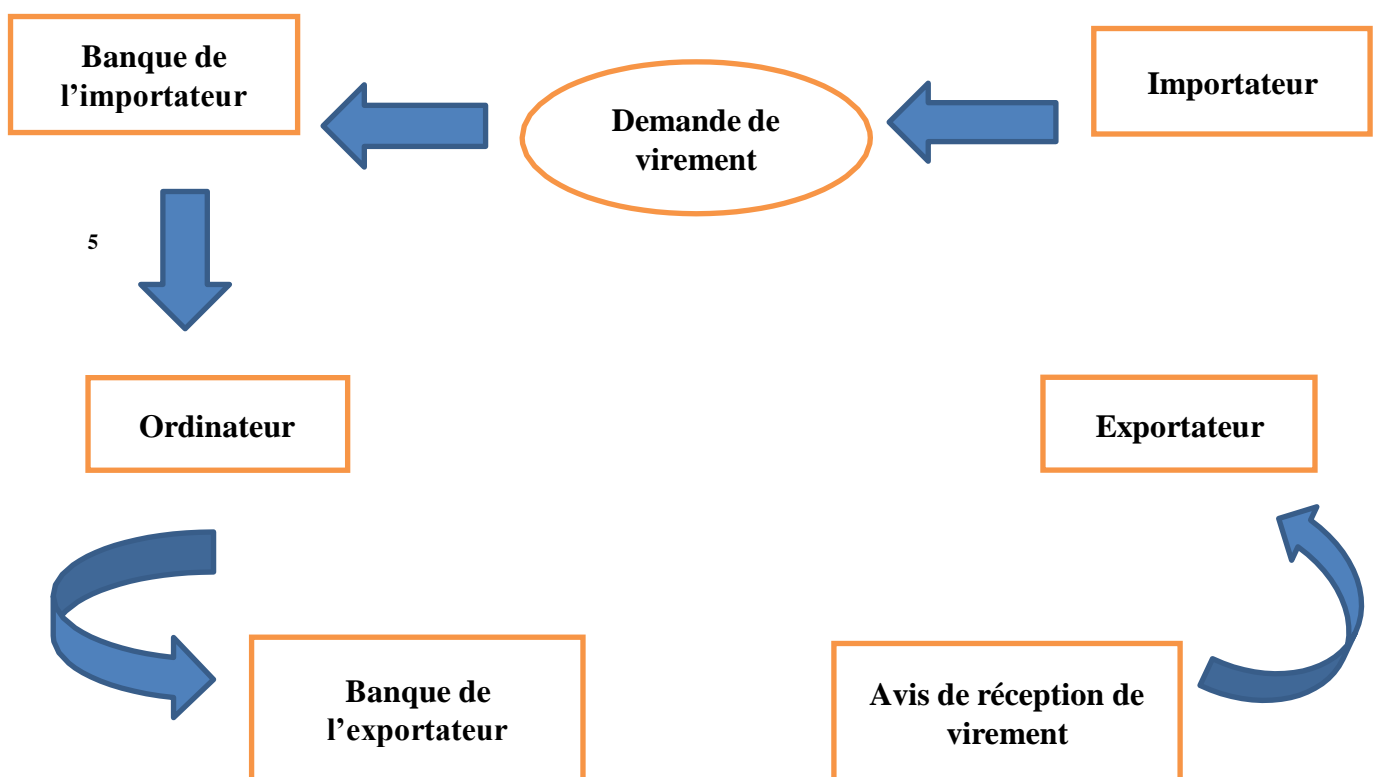 Banque de
l’importateur
Demande de
virement
Importateur
5
Ordinateur
Exportateur
Banque de
l’exportateur
Avis de réception de
virement